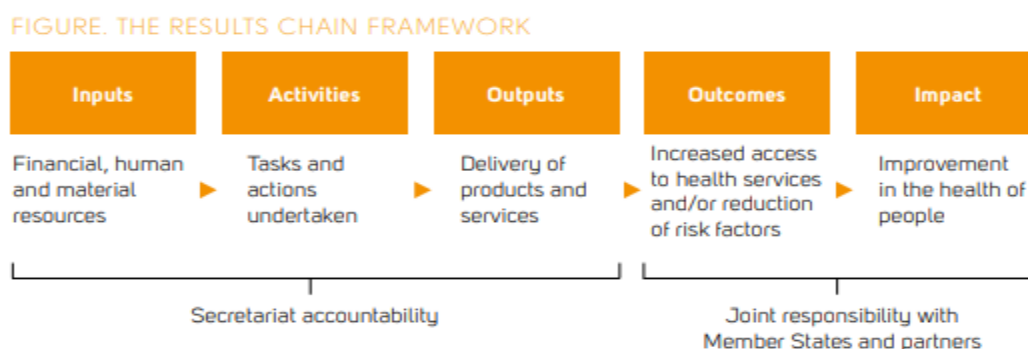 FIGURE. THE RESULTS CHAIN FRAMEWORK
Inputs
Activities
Outputs
Outcomes
Impact
Financial, human
and material
resources
Tasks and
actions
undertaken
Delivery of
products and
services
Increased access
to health services
and/or reduction
of risk factors
Improvement
in the health of
people
Secretariat accountability
Joint responsibility with
Member States and partners